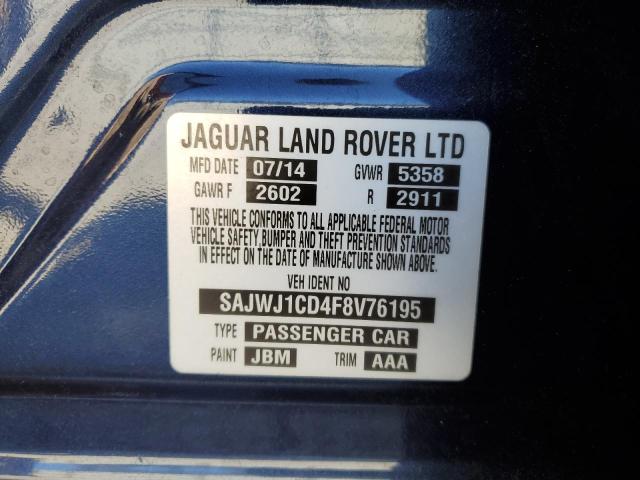 JAGUAR LAND ROVER LTD
MFD DATE 07/14 GVWR 5358
GAWR F 2602 R 2911
THIS VEHICLE CONFORMS TO ALL APPLICABLE FEDERAL MOTOR
VEHICLE SAFETY,BUMPER AND THEFT PREVENTION STANDARDS
IN EFFECT ON THE DATE OF MANUFACTURE SHOWN ABOVE.
VEH IDENT NO
SAJWJ1CD4F8V76195
TYPE PASSENGER CAR
PAINT JBM TRIM AAA